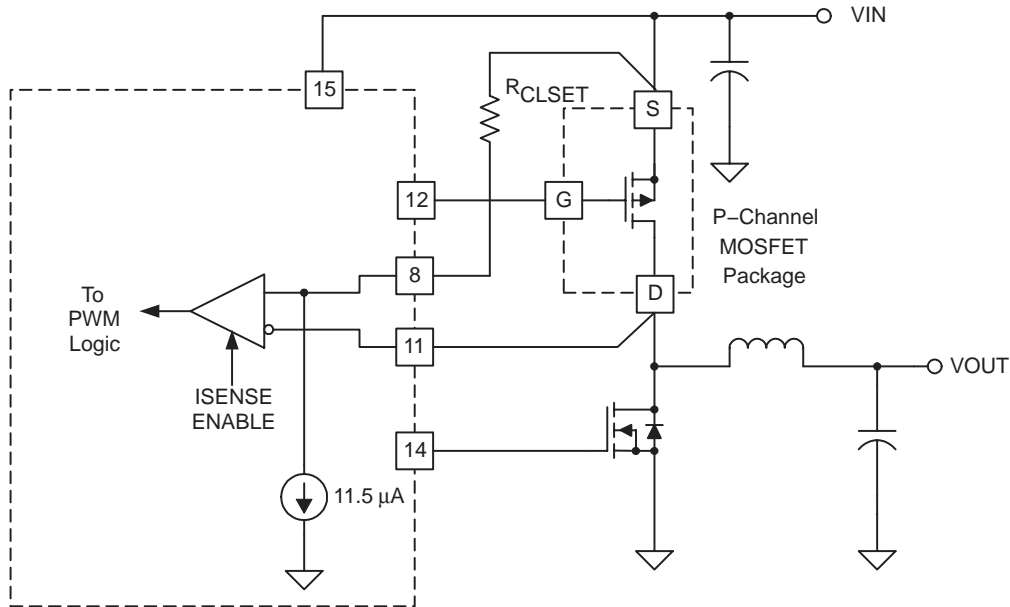 VIN
15
RCLSET
S
12
G
P−Channel
MOSFET
Package
8
D
To
PWM
Logic
11
ISENSE
ENABLE
VOUT
14
11.5 μA